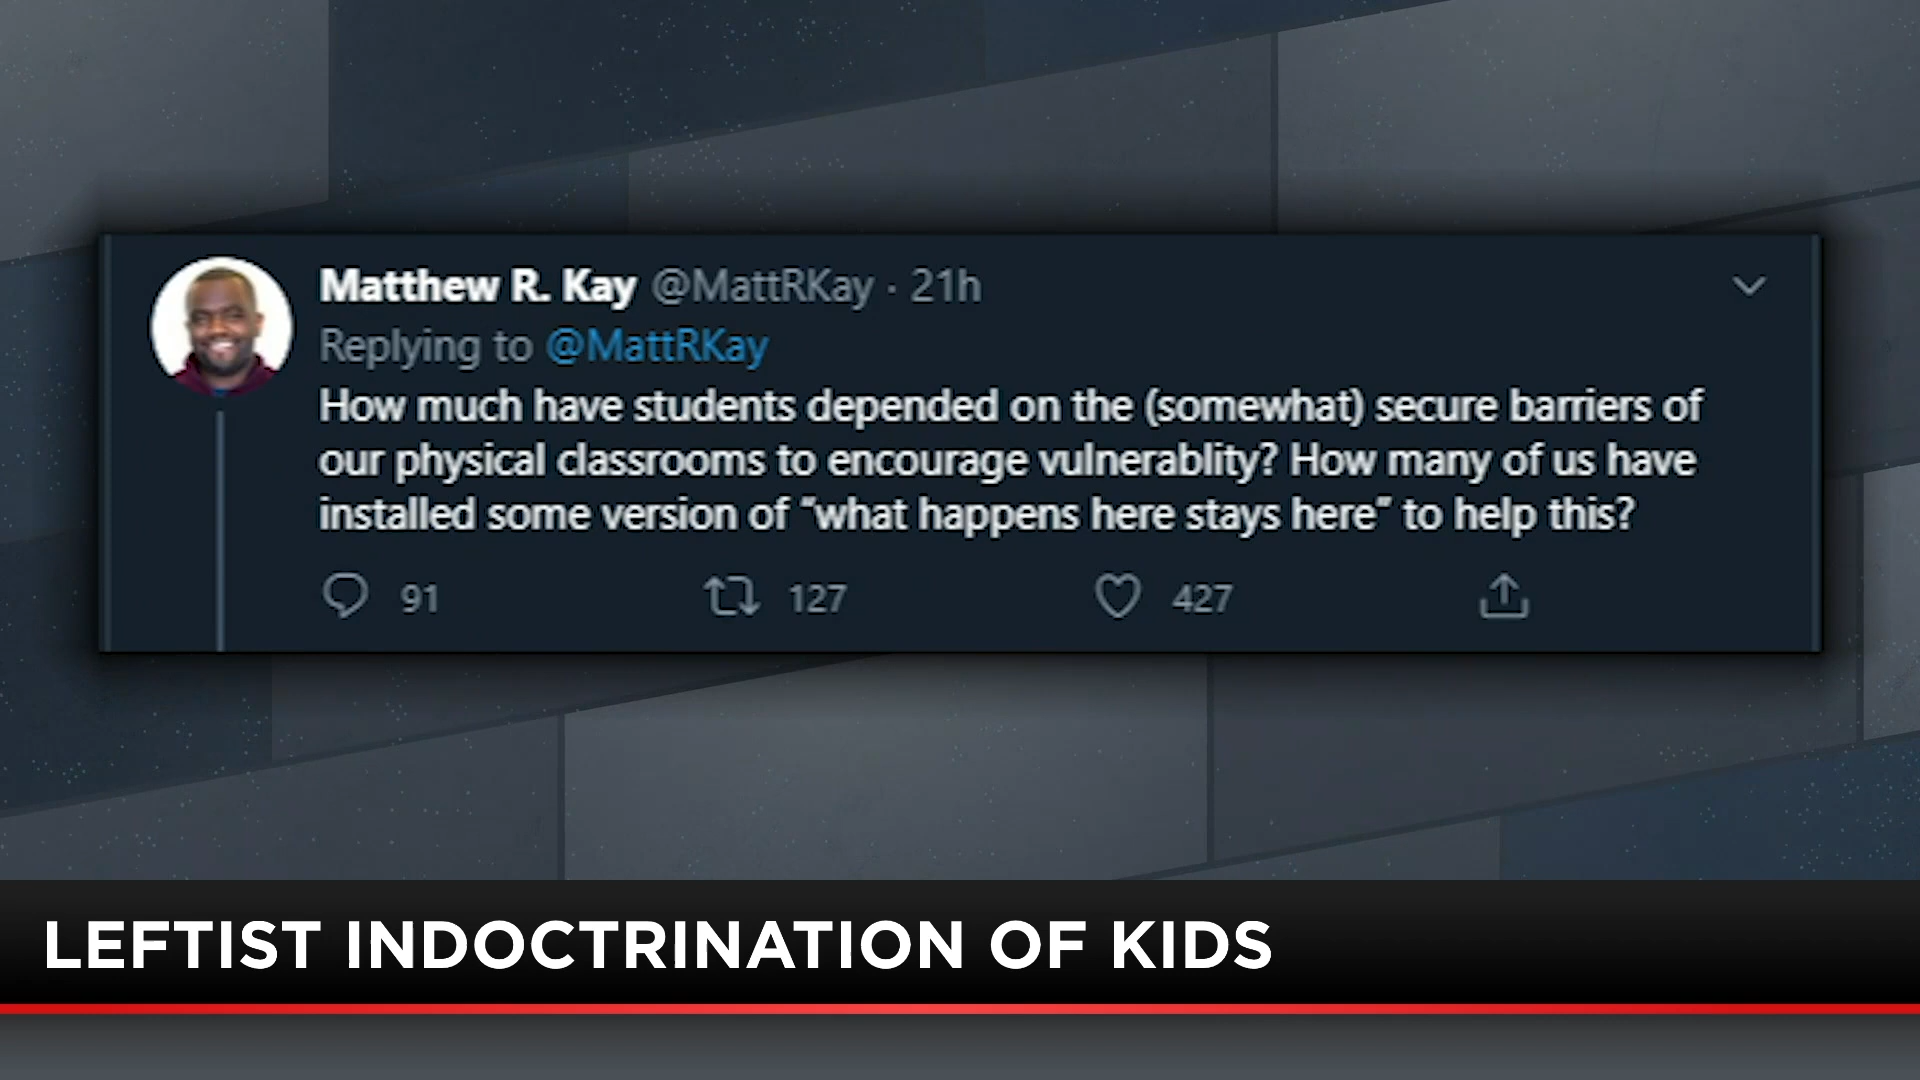 Matthew R. Kay @MattRKay · 21h
Replying to @MattRKay
How much have students depended on the (somewhat) secure barriers of
our physical classrooms to encourage vulnerablity? How many of us have
installed some version of “what happens here stays here” to help this?
91 127 427
LEFTIST INDOCTRINATION OF KIDS